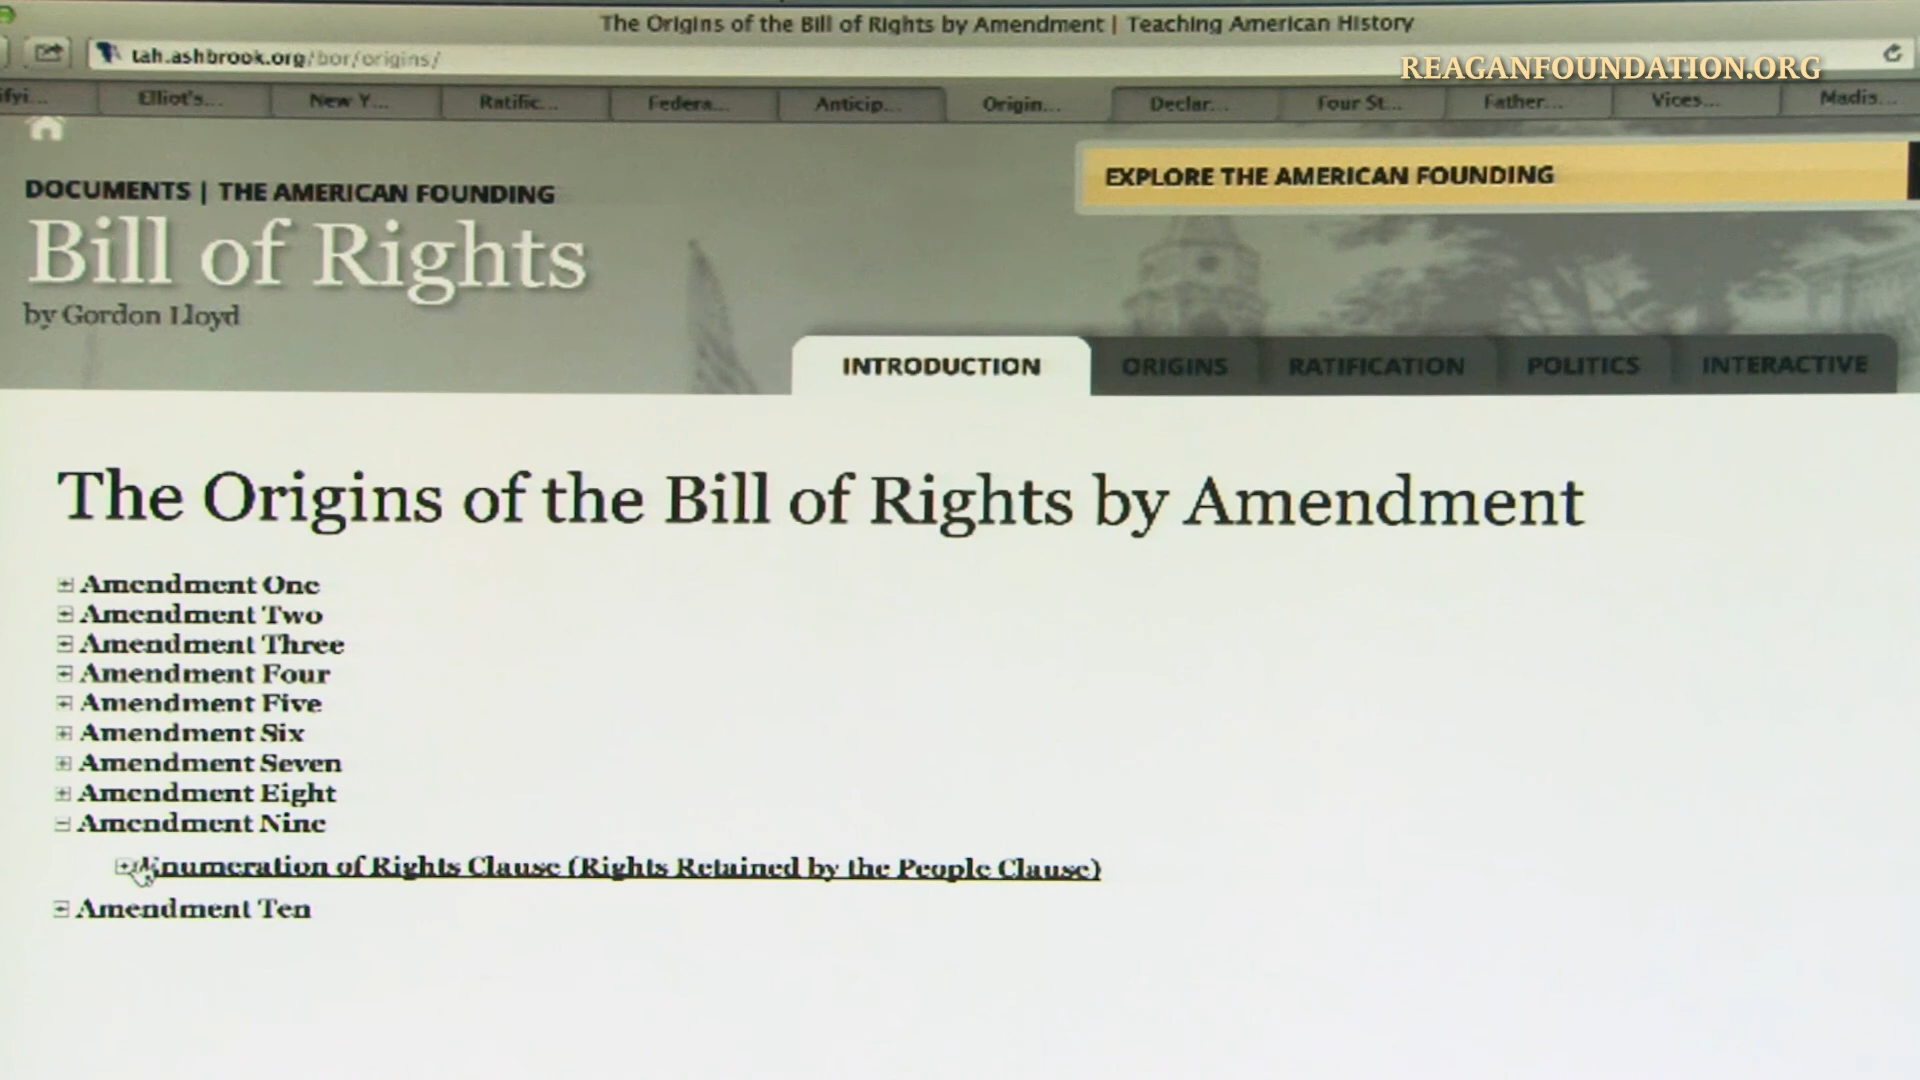 The Origins of the Bill of Rights by Amendment | Teaching American History
tah.ashbrook.org/bor/origins/
REAGANFOUNDATION.ORG
ifyi... Elliot's... New Y... Ratific... Federa... Anticip... Origin... Declar... Four St... Father... Vices... Madis...
EXPLORE THE AMERICAN FOUNDING
DOCUMENTS | THE AMERICAN FOUNDING
Bill of Rights
by Gordon Lloyd
INTRODUCTION ORIGINS RATIFICATION POLITICS INTERACTIVE
The Origins of the Bill of Rights by Amendment
Amendment One
Amendment Two
Amendment Three
Amendment Four
Amendment Five
Amendment Six
Amendment Seven
Amendment Eight
Amendment Nine
Enumeration of Rights Clause (Rights Retained by the People Clause)
Amendment Ten